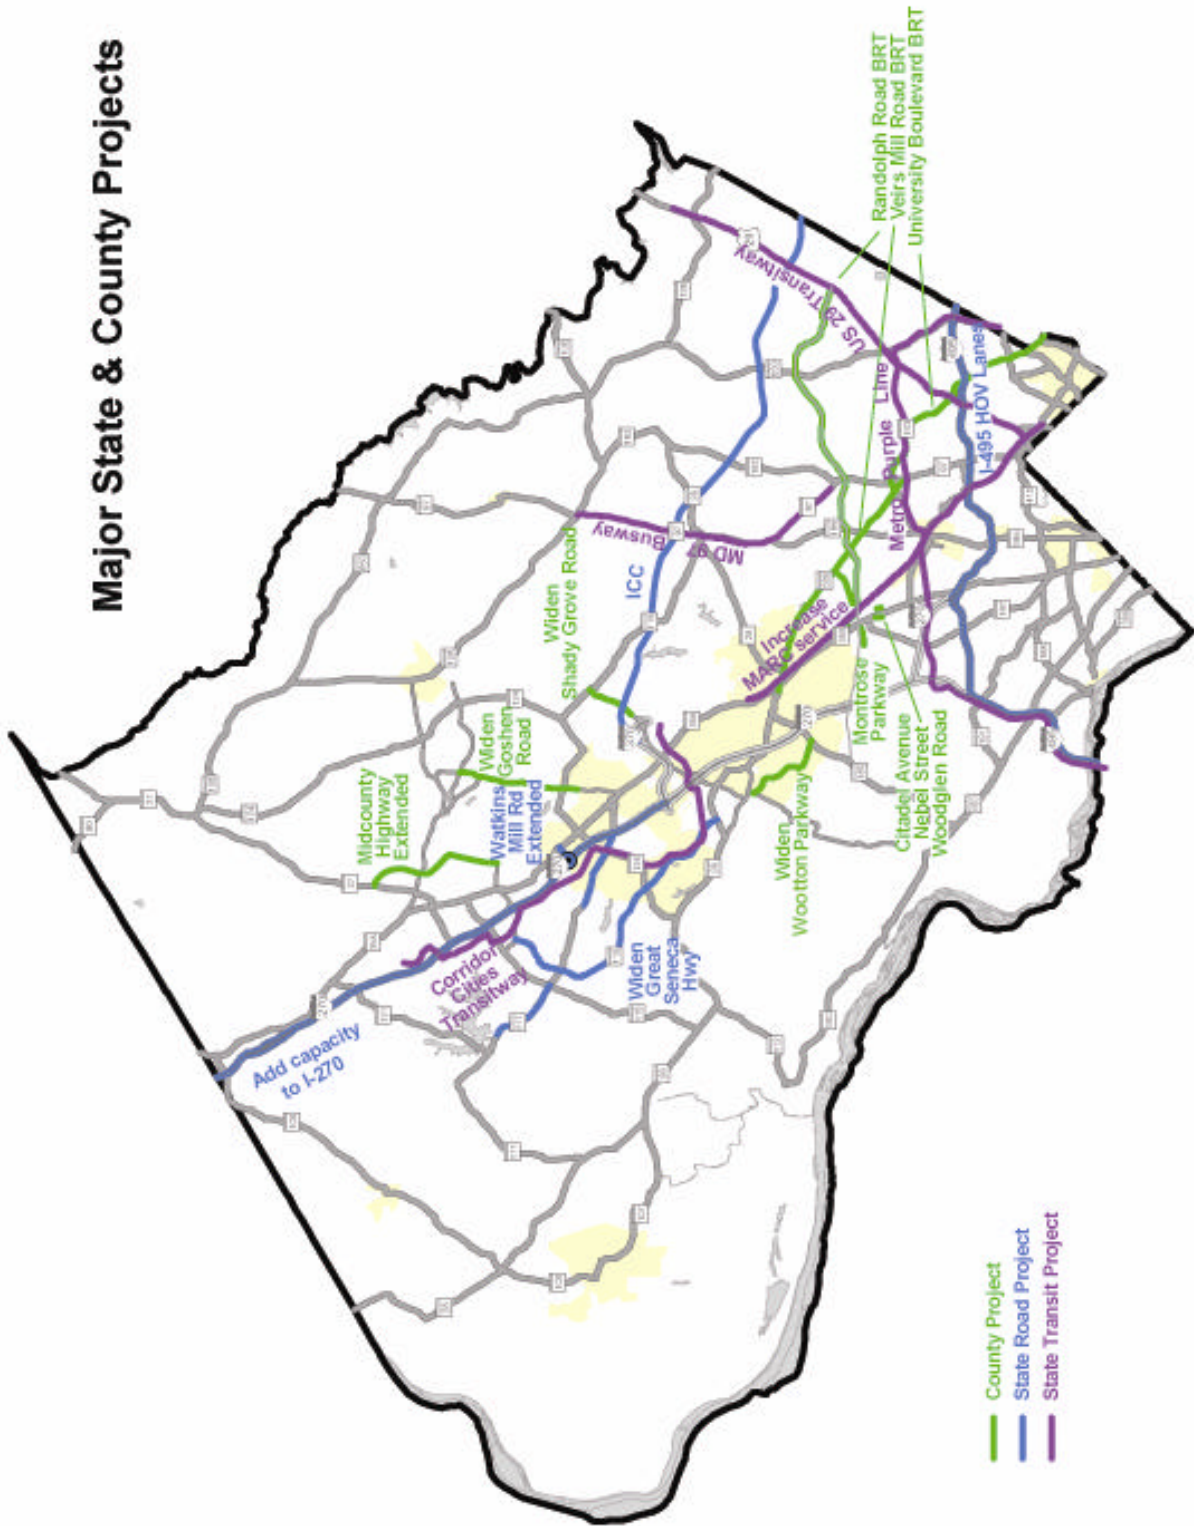 Major State & County Projects
Randolph Road BRT
Veirs Mill Road BRT
University Boulevard BRT
US 29 Transitway
Metro Purple Line
I-495 HOV Lanes
MD 97
Busway
ICC
Widen
Shady Grove Road
Increase
MARC service
Montrose
Parkway
Citadel Avenue
Nebel Street
Woodglen Road
Widen
Goshen
Road
Watkins
Mill Rd
Extended
Midcounty
Highway
Extended
Widen
Wootton Parkway
Widen
Great
Seneca
Hwy
Corridor
Cities
Transitway
Add capacity
to I-270
270
County Project
State Road Project
State Transit Project